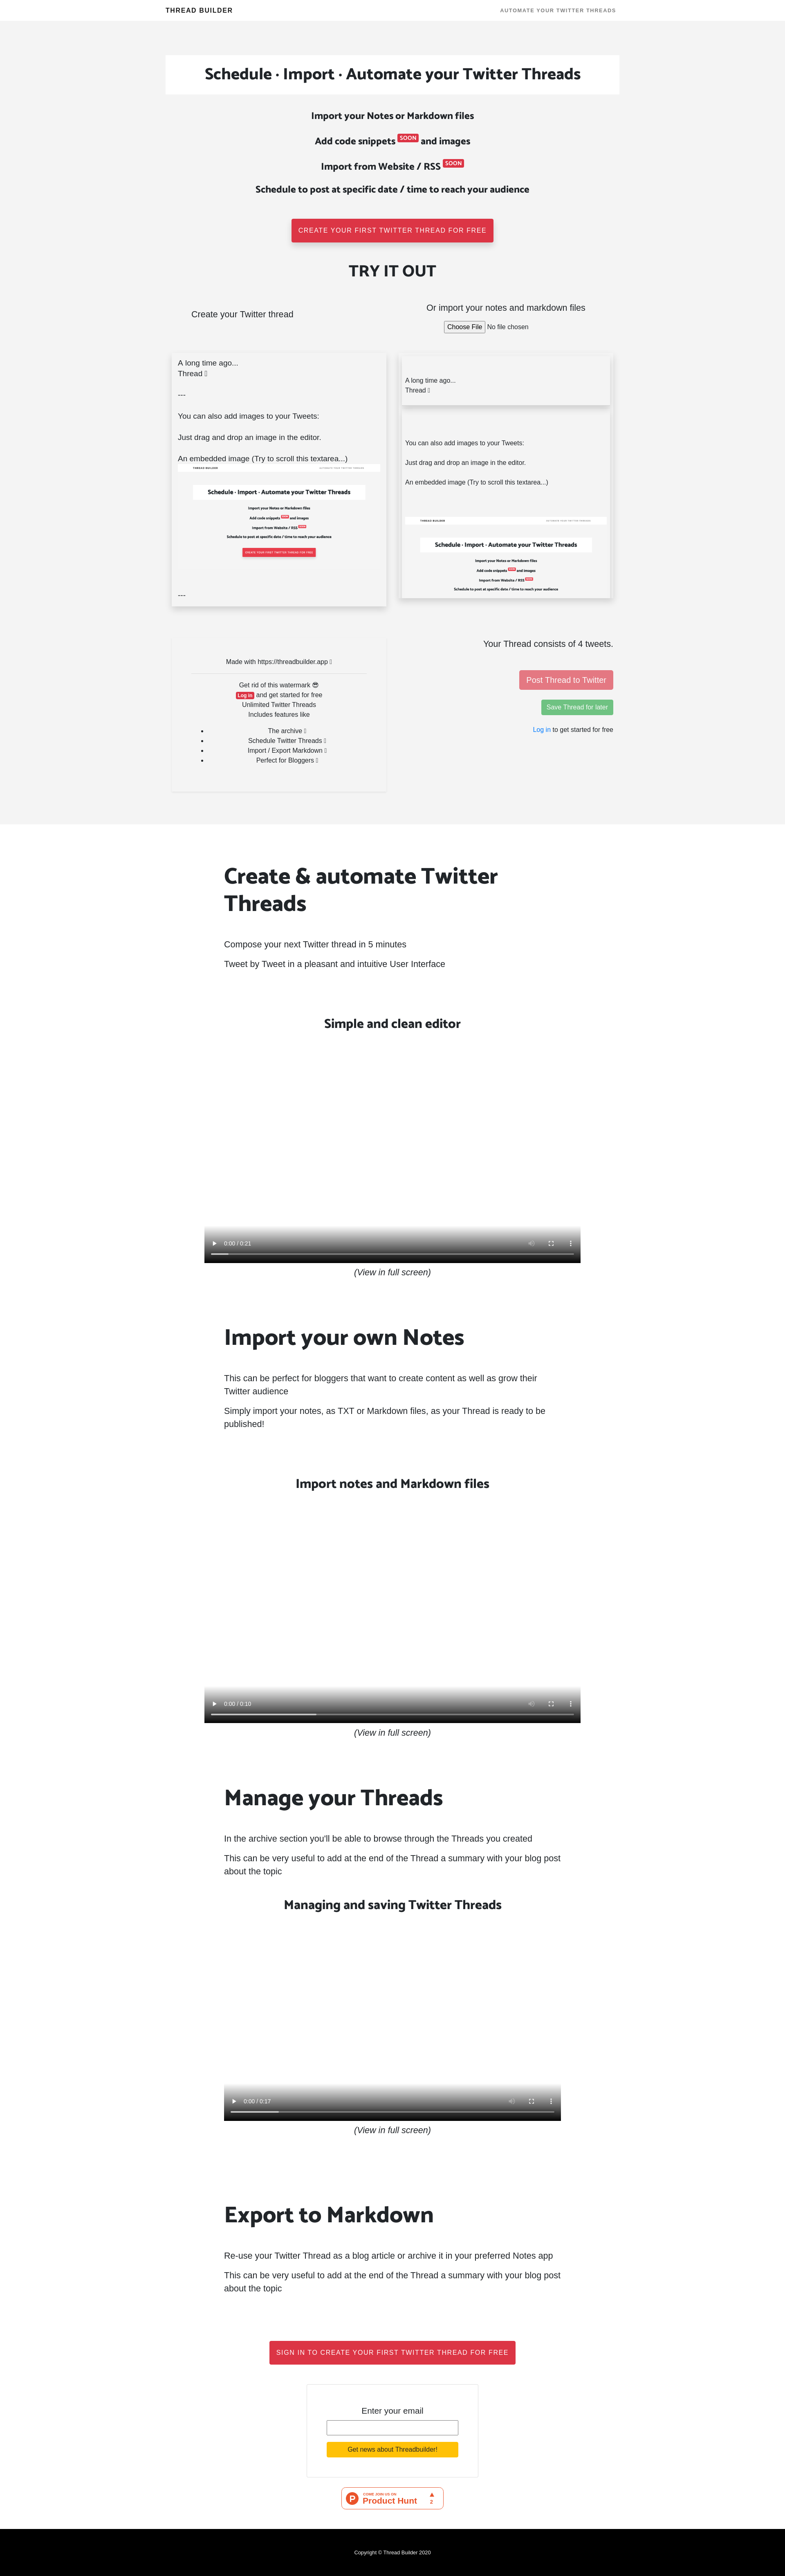 THREAD BUILDER
AUTOMATE YOUR TWITTER THREADS
Schedule · Import · Automate your Twitter Threads
Import your Notes or Markdown files
Add code snippets SOON and images
Import from Website / RSS SOON
Schedule to post at specific date / time to reach your audience
CREATE YOUR FIRST TWITTER THREAD FOR FREE
TRY IT OUT
Create your Twitter thread
Or import your notes and markdown files
Choose File No file chosen
A long time ago...
Thread
---
You can also add images to your Tweets:
Just drag and drop an image in the editor.
An embedded image (Try to scroll this textarea...)
THREAD BUILDER
AUTOMATE YOUR TWITTER THREADS
Schedule · Import · Automate your Twitter Threads
Import your Notes or Markdown files
Add code snippets SOON and images
Import from Website / RSS SOON
Schedule to post at specific date / time to reach your audience
CREATE YOUR FIRST TWITTER THREAD FOR FREE
---
A long time ago...
Thread
You can also add images to your Tweets:
Just drag and drop an image in the editor.
An embedded image (Try to scroll this textarea...)
THREAD BUILDER
AUTOMATE YOUR TWITTER THREADS
Schedule · Import · Automate your Twitter Threads
Import your Notes or Markdown files
Add code snippets SOON and images
Import from Website / RSS SOON
Schedule to post at specific date / time to reach your audience
Made with https://threadbuilder.app
Get rid of this watermark 😎
Log in and get started for free
Unlimited Twitter Threads
Includes features like
• The archive
• Schedule Twitter Threads
• Import / Export Markdown
• Perfect for Bloggers
Your Thread consists of 4 tweets.
Post Thread to Twitter
Save Thread for later
Log in to get started for free
Create & automate Twitter
Threads
Compose your next Twitter thread in 5 minutes
Tweet by Tweet in a pleasant and intuitive User Interface
Simple and clean editor
0:00 / 0:21
(View in full screen)
Import your own Notes
This can be perfect for bloggers that want to create content as well as grow their
Twitter audience
Simply import your notes, as TXT or Markdown files, as your Thread is ready to be
published!
Import notes and Markdown files
0:00 / 0:10
(View in full screen)
Manage your Threads
In the archive section you'll be able to browse through the Threads you created
This can be very useful to add at the end of the Thread a summary with your blog post
about the topic
Managing and saving Twitter Threads
0:00 / 0:17
(View in full screen)
Export to Markdown
Re-use your Twitter Thread as a blog article or archive it in your preferred Notes app
This can be very useful to add at the end of the Thread a summary with your blog post
about the topic
SIGN IN TO CREATE YOUR FIRST TWITTER THREAD FOR FREE
Enter your email
Get news about Threadbuilder!
P
COME JOIN US ON
Product Hunt
▲
2
Copyright © Thread Builder 2020